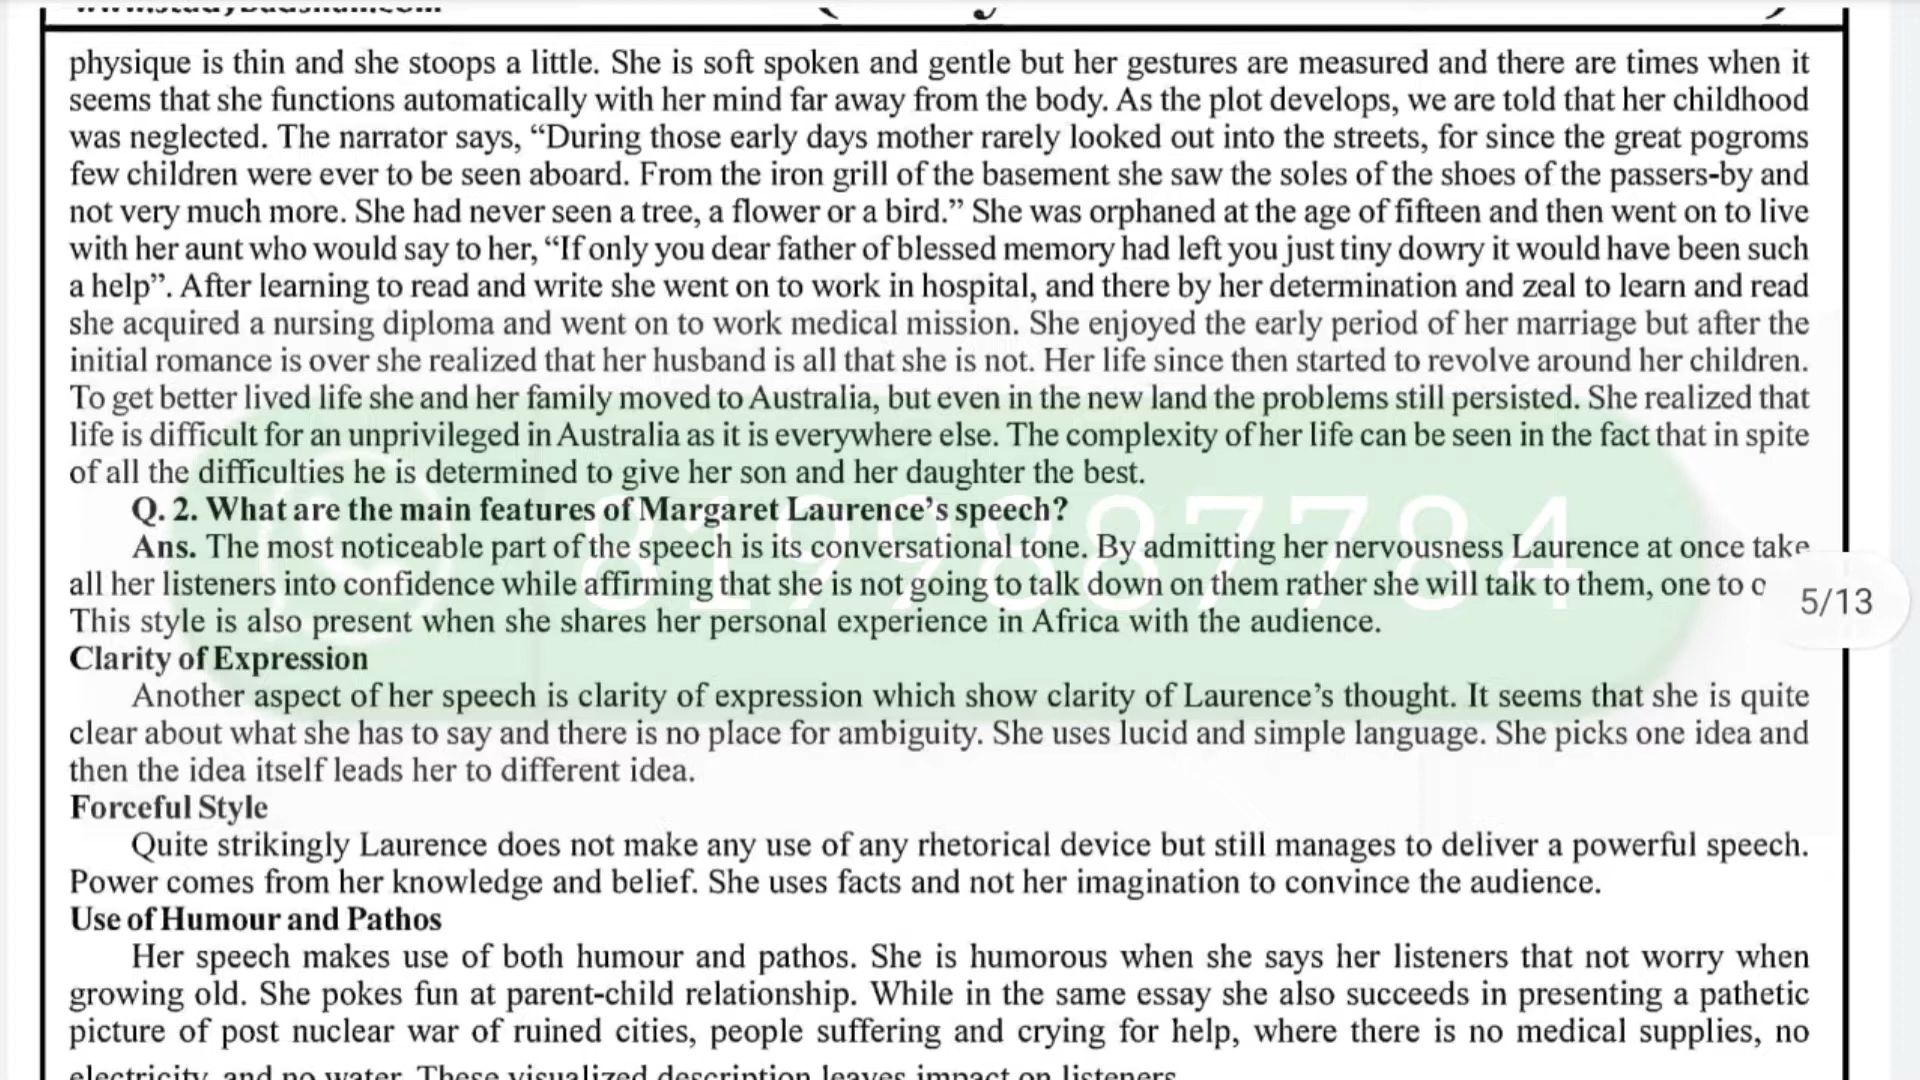 physique is thin and she stoops a little. She is soft spoken and gentle but her gestures are measured and there are times when it
seems that she functions automatically with her mind far away from the body. As the plot develops, we are told that her childhood
was neglected. The narrator says, “During those early days mother rarely looked out into the streets, for since the great pogroms
few children were ever to be seen aboard. From the iron grill of the basement she saw the soles of the shoes of the passers-by and
not very much more. She had never seen a tree, a flower or a bird.” She was orphaned at the age of fifteen and then went on to live
with her aunt who would say to her, “If only you dear father of blessed memory had left you just tiny dowry it would have been such
a help”. After learning to read and write she went on to work in hospital, and there by her determination and zeal to learn and read
she acquired a nursing diploma and went on to work medical mission. She enjoyed the early period of her marriage but after the
initial romance is over she realized that her husband is all that she is not. Her life since then started to revolve around her children.
To get better lived life she and her family moved to Australia, but even in the new land the problems still persisted. She realized that
life is difficult for an unprivileged in Australia as it is everywhere else. The complexity of her life can be seen in the fact that in spite
of all the difficulties he is determined to give her son and her daughter the best.
Q. 2. What are the main features of Margaret Laurence’s speech?
8199887784
Ans. The most noticeable part of the speech is its conversational tone. By admitting her nervousness Laurence at once take
all her listeners into confidence while affirming that she is not going to talk down on them rather she will talk to them, one to
5/13
This style is also present when she shares her personal experience in Africa with the audience.
Clarity of Expression
Another aspect of her speech is clarity of expression which show clarity of Laurence’s thought. It seems that she is quite
clear about what she has to say and there is no place for ambiguity. She uses lucid and simple language. She picks one idea and
then the idea itself leads her to different idea.
Forceful Style
Quite strikingly Laurence does not make any use of any rhetorical device but still manages to deliver a powerful speech.
Power comes from her knowledge and belief. She uses facts and not her imagination to convince the audience.
Use of Humour and Pathos
Her speech makes use of both humour and pathos. She is humorous when she says her listeners that not worry when
growing old. She pokes fun at parent-child relationship. While in the same essay she also succeeds in presenting a pathetic
picture of post nuclear war of ruined cities, people suffering and crying for help, where there is no medical supplies, no
electricity, and no water. These visualized description leaves impact on listeners.